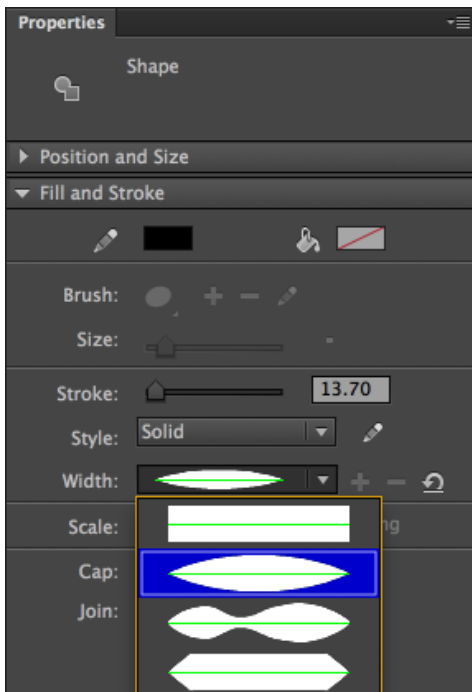 Properties
Shape
Position and Size
Fill and Stroke
Brush:
Size:
Stroke: 13.70
Style: Solid
Width:
Scale:
Cap:
Join: